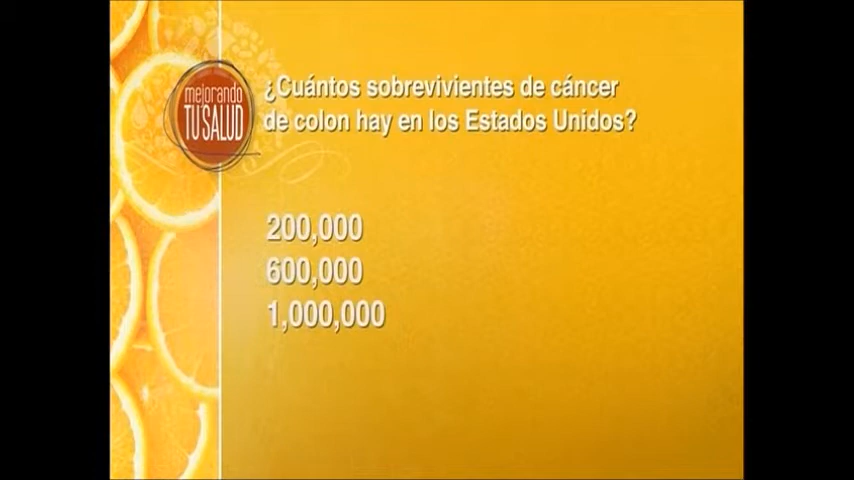 mejorando
TU SALUD
¿Cuántos sobrevivientes de cáncer
de colon hay en los Estados Unidos?
200,000
600,000
1,000,000